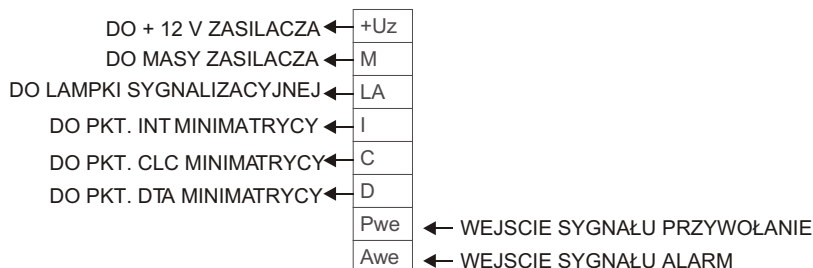 DO + 12 V ZASILACZA +Uz
DO MASY ZASILACZA M
DO LAMPKI SYGNALIZACYJNEJ LA
DO PKT. INT MINIMATRYCY I
DO PKT. CLC MINIMATRYCY C
DO PKT. DTA MINIMATRYCY D
Pwe WEJSCIE SYGNAŁU PRZYWOŁANIE
Awe WEJSCIE SYGNAŁU ALARM